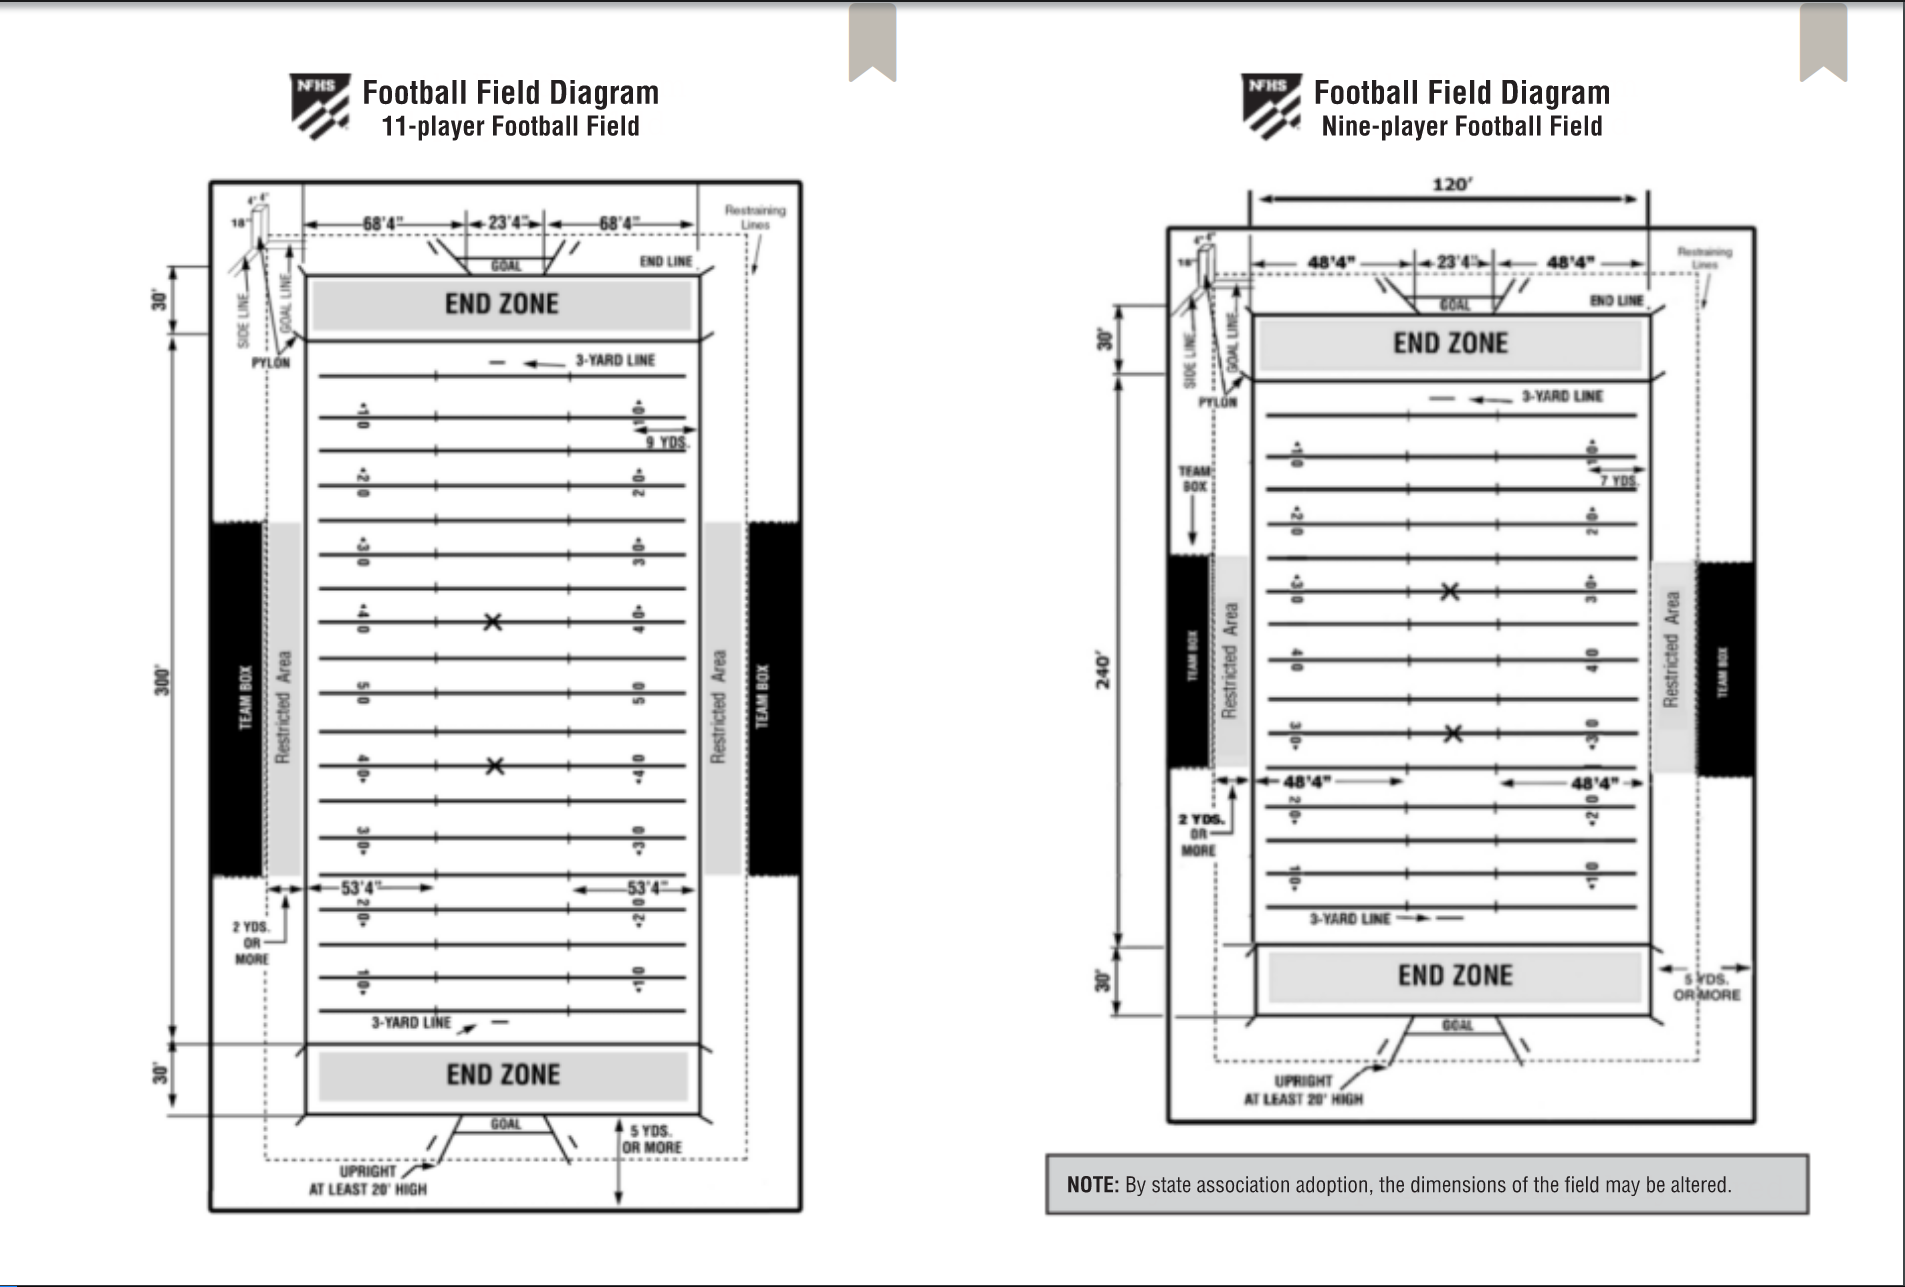 NFHS
Football Field Diagram
11-player Football Field
4" 4"
18"
68'4"
23'4"
68'4"
Restraining
Lines
GOAL
END LINE
30'
SIDE LINE
GOAL LINE
END ZONE
PYLON
3-YARD LINE
10
10
9 YDS.
20
20
30
30
40
40
300'
TEAM BOX
Restricted Area
50
50
Restricted Area
TEAM BOX
40
40
30
30
53'4"
53'4"
20
20
2 YDS.
OR
MORE
10
10
3-YARD LINE
30'
END ZONE
GOAL
5 YDS.
OR MORE
UPRIGHT
AT LEAST 20' HIGH
NFHS
Football Field Diagram
Nine-player Football Field
120'
4" 4"
18"
48'4"
23'4"
48'4"
Restraining
Lines
GOAL
END LINE
30'
SIDE LINE
GOAL LINE
END ZONE
PYLON
3-YARD LINE
10
10
TEAM
BOX
7 YDS.
20
20
30
30
240'
TEAM BOX
Restricted Area
40
40
Restricted Area
TEAM BOX
30
30
48'4"
48'4"
20
20
2 YDS.
OR
MORE
10
10
3-YARD LINE
30'
END ZONE
5 YDS.
OR MORE
GOAL
UPRIGHT
AT LEAST 20' HIGH
NOTE: By state association adoption, the dimensions of the field may be altered.